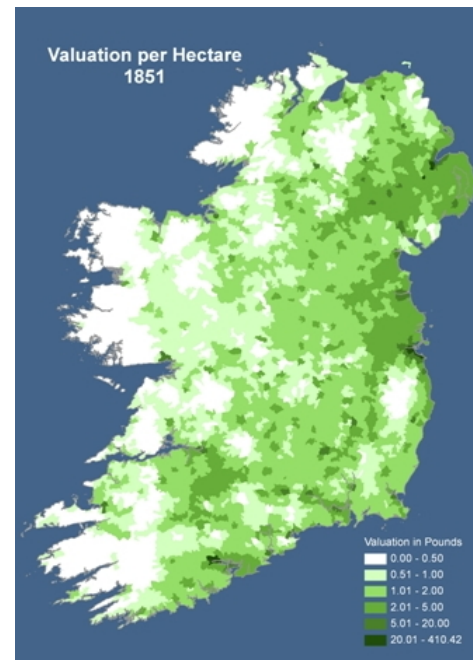 Valuation per Hectare
1851
Valuation in Pounds
0.00 - 0.50
0.51 - 1.00
1.01 - 2.00
2.01 - 5.00
5.01 - 20.00
20.01 - 410.42